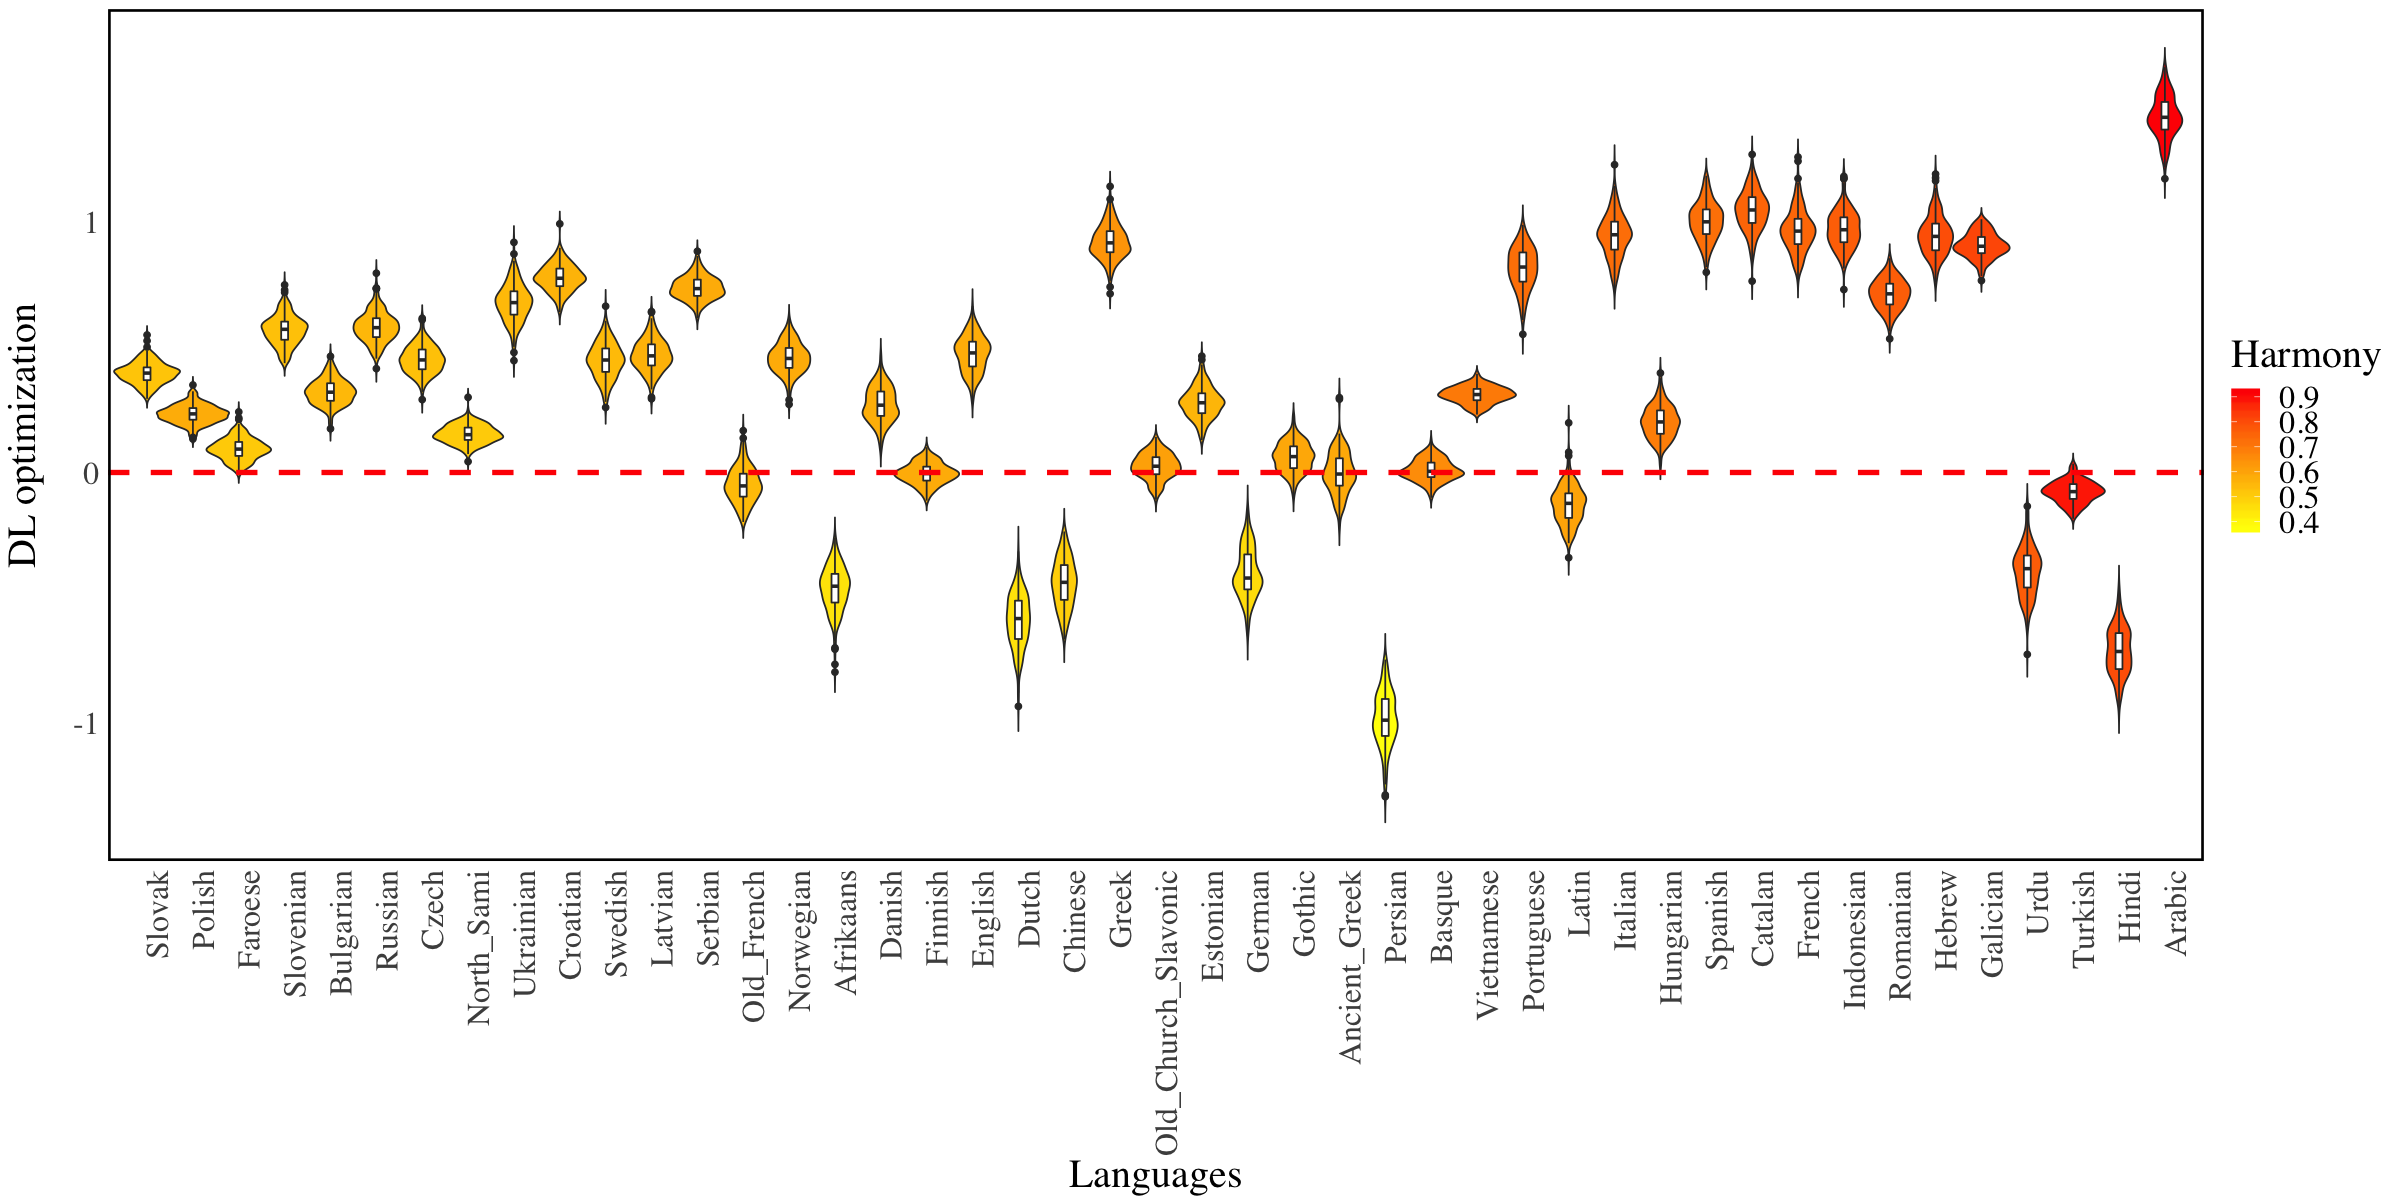 DL optimization
1
0
-1
Slovak
Polish
Faroese
Slovenian
Bulgarian
Russian
Czech
North_Sami
Ukrainian
Croatian
Swedish
Latvian
Serbian
Old_French
Norwegian
Afrikaans
Danish
Finnish
English
Dutch
Chinese
Greek
Old_Church_Slavonic
Estonian
German
Gothic
Ancient_Greek
Persian
Basque
Vietnamese
Portuguese
Latin
Italian
Hungarian
Spanish
Catalan
French
Indonesian
Romanian
Hebrew
Galician
Urdu
Turkish
Hindi
Arabic
Languages
Harmony
0.9
0.8
0.7
0.6
0.5
0.4